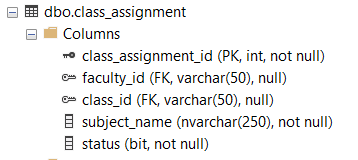 dbo.class_assignment
Columns
class_assignment_id (PK, int, not null)
faculty_id (FK, varchar(50), null)
class_id (FK, varchar(50), null)
subject_name (nvarchar(250), not null)
status (bit, not null)